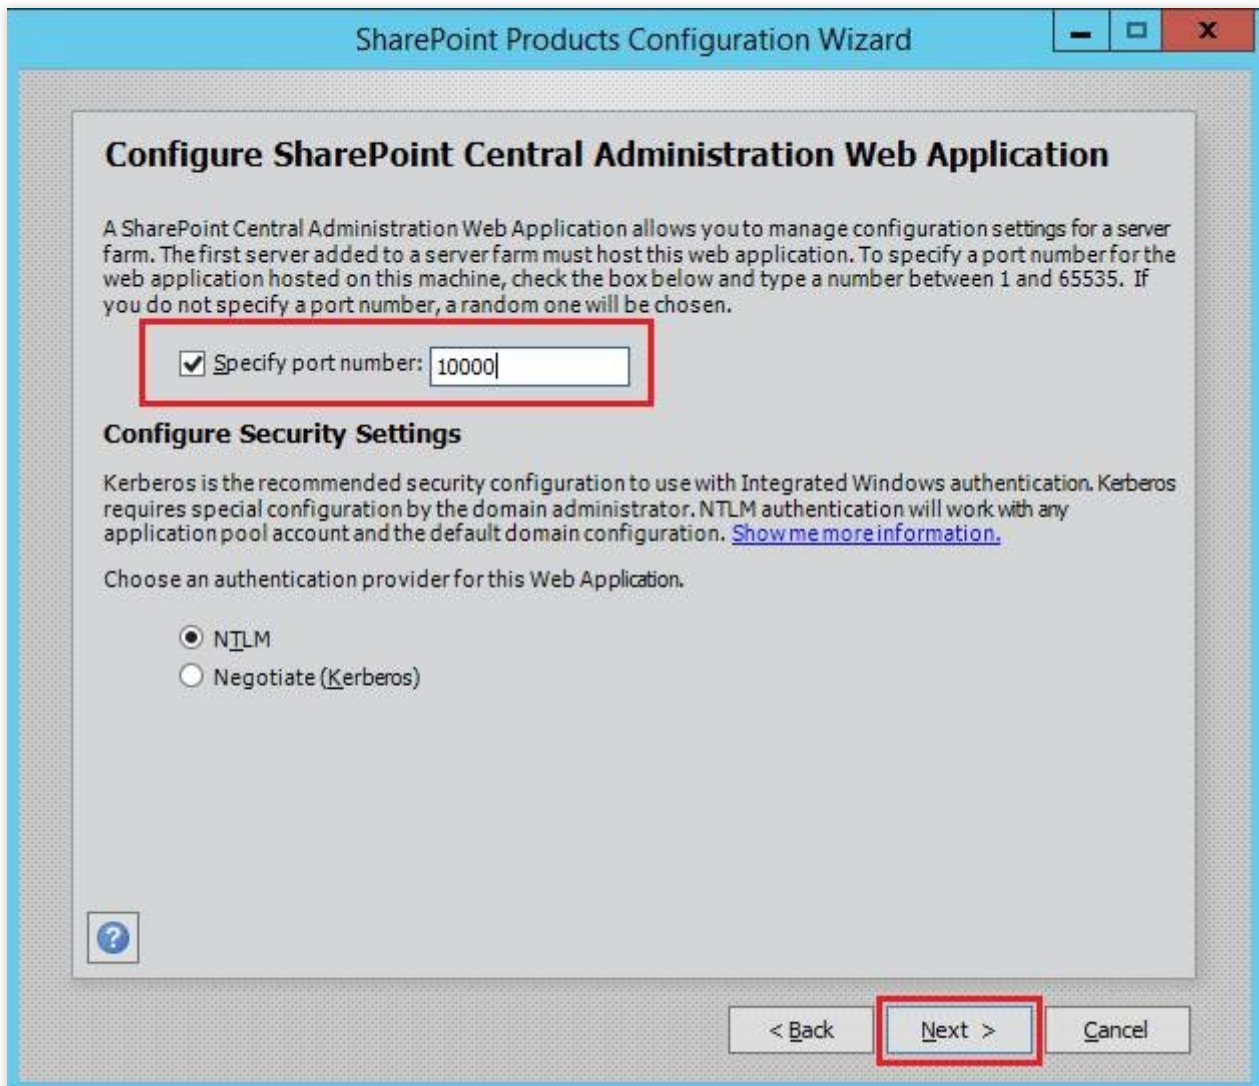 SharePoint Products Configuration Wizard
Configure SharePoint Central Administration Web Application
A SharePoint Central Administration Web Application allows you to manage configuration settings for a server
farm. The first server added to a server farm must host this web application. To specify a port number for the
web application hosted on this machine, check the box below and type a number between 1 and 65535. If
you do not specify a port number, a random one will be chosen.
Specify port number: 10000
Configure Security Settings
Kerberos is the recommended security configuration to use with Integrated Windows authentication. Kerberos
requires special configuration by the domain administrator. NTLM authentication will work with any
application pool account and the default domain configuration. Show me more information.
Choose an authentication provider for this Web Application.
NTLM
Negotiate (Kerberos)
?
< Back Next > Cancel